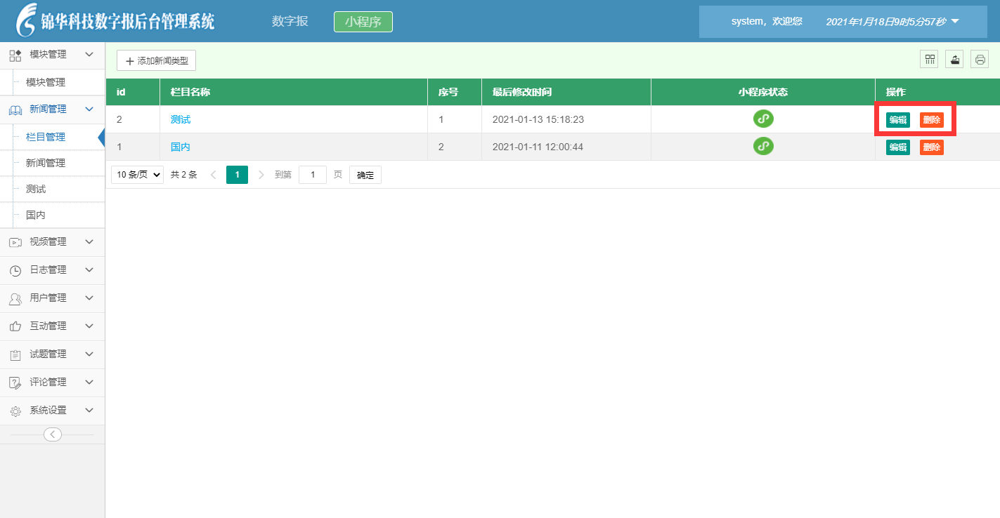 锦华科技数字报后台管理系统
数字报
小程序
system，欢迎您
2021年1月18日9时5分57秒
模块管理
模块管理
新闻管理
栏目管理
新闻管理
测试
国内
视频管理
日志管理
用户管理
互动管理
试题管理
评论管理
系统设置
添加新闻类型
id 栏目名称 序号 最后修改时间 小程序状态 操作
2 测试 1 2021-01-13 15:18:23 编辑 删除
1 国内 2 2021-01-11 12:00:44 编辑 删除
10 条/页 共 2 条 1 到第 1 页 确定